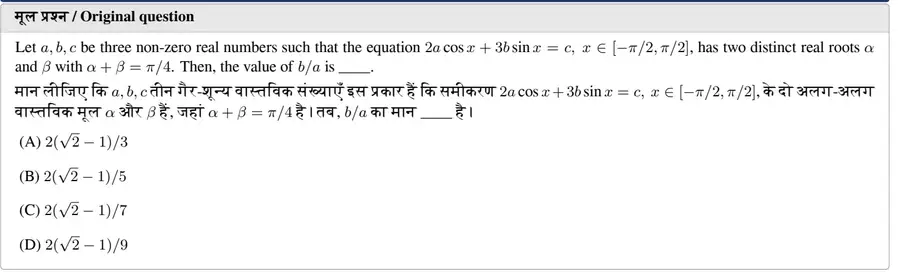 मूल प्रश्न / Original question
Let a, b, c be three non-zero real numbers such that the equation 2a cos x + 3b sin x = c, x ∈ [−π/2, π/2], has two distinct real roots α
and β with α + β = π/4. Then, the value of b/a is ____.
मान लीजिए कि a, b, c तीन गैर-शून्य वास्तविक संख्याएँ इस प्रकार हैं कि समीकरण 2a cos x + 3b sin x = c, x ∈ [−π/2, π/2], के दो अलग-अलग
वास्तविक मूल α और β हैं, जहां α + β = π/4 है। तब, b/a का मान ____ है।
(A) 2(√2 − 1)/3
(B) 2(√2 − 1)/5
(C) 2(√2 − 1)/7
(D) 2(√2 − 1)/9